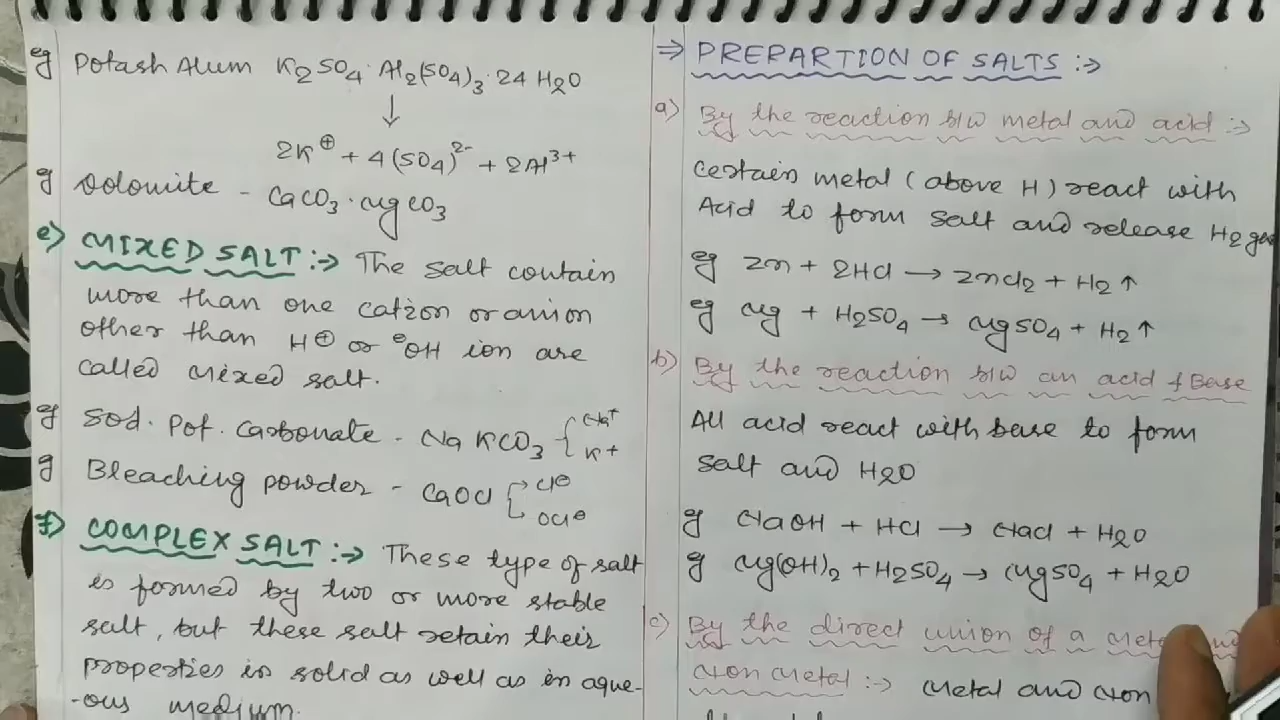 eg Potash Alum K2SO4·Al2(SO4)3·24 H2O
↓
2K⊕ + 4(SO4)2- + 2Al3+
eg Dolomite - CaCO3·MgCO3
e) MIXED SALT :→ The salt contain
more than one cation or anion
other than H⊕ or ⊖OH ion are
called mixed salt.
eg Sod. Pot. Carbonate - NaKCO3 { Na+
K+
eg Bleaching powder - CaOCl { Cl⊖
OCl⊖
f) COMPLEX SALT :→ These type of salt
is formed by two or more stable
salt, but these salt retain their
properties in solid as well as in aque-
-ous medium.
⇒ PREPARTION OF SALTS :→
a) By the reaction b/w metal and acid :→
Certain metal (above H) react with
Acid to form salt and release H2 gas
eg Zn + 2HCl → ZnCl2 + H2↑
eg Mg + H2SO4 → MgSO4 + H2↑
b) By the reaction b/w an acid & Base
All acid react with base to form
salt and H2O
eg NaOH + HCl → NaCl + H2O
eg Mg(OH)2 + H2SO4 → MgSO4 + H2O
c) By the direct union of a Metal
Non Metal :→ Metal and Non